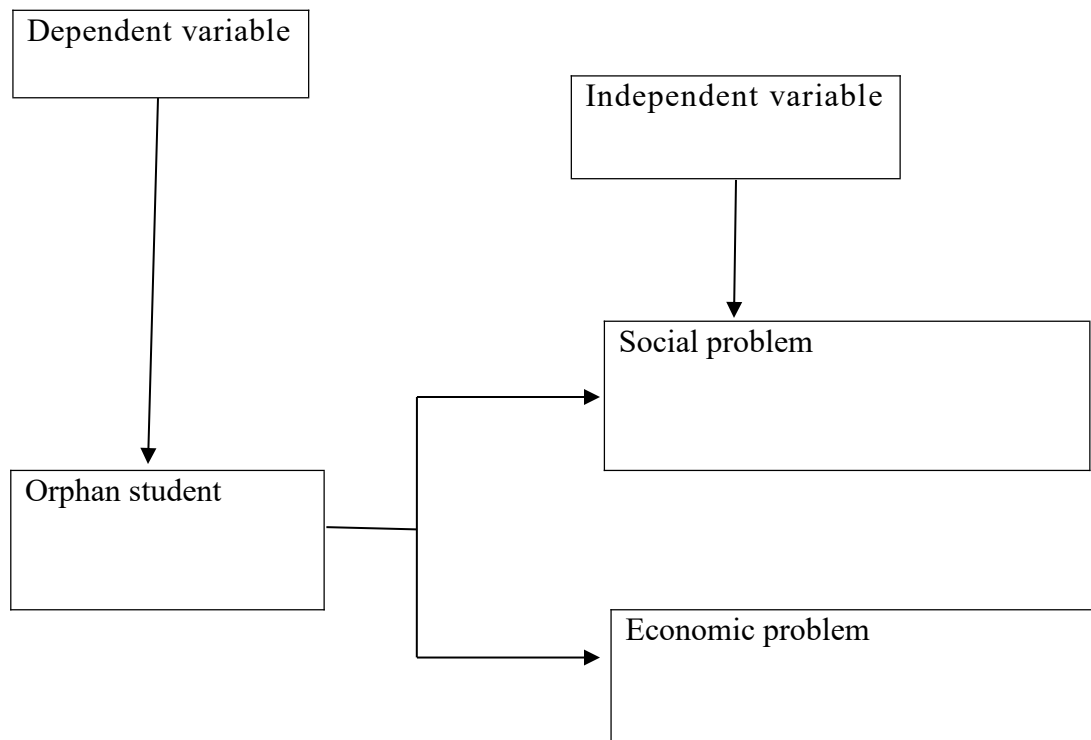 Dependent variable
Independent variable
Social problem
Orphan student
Economic problem